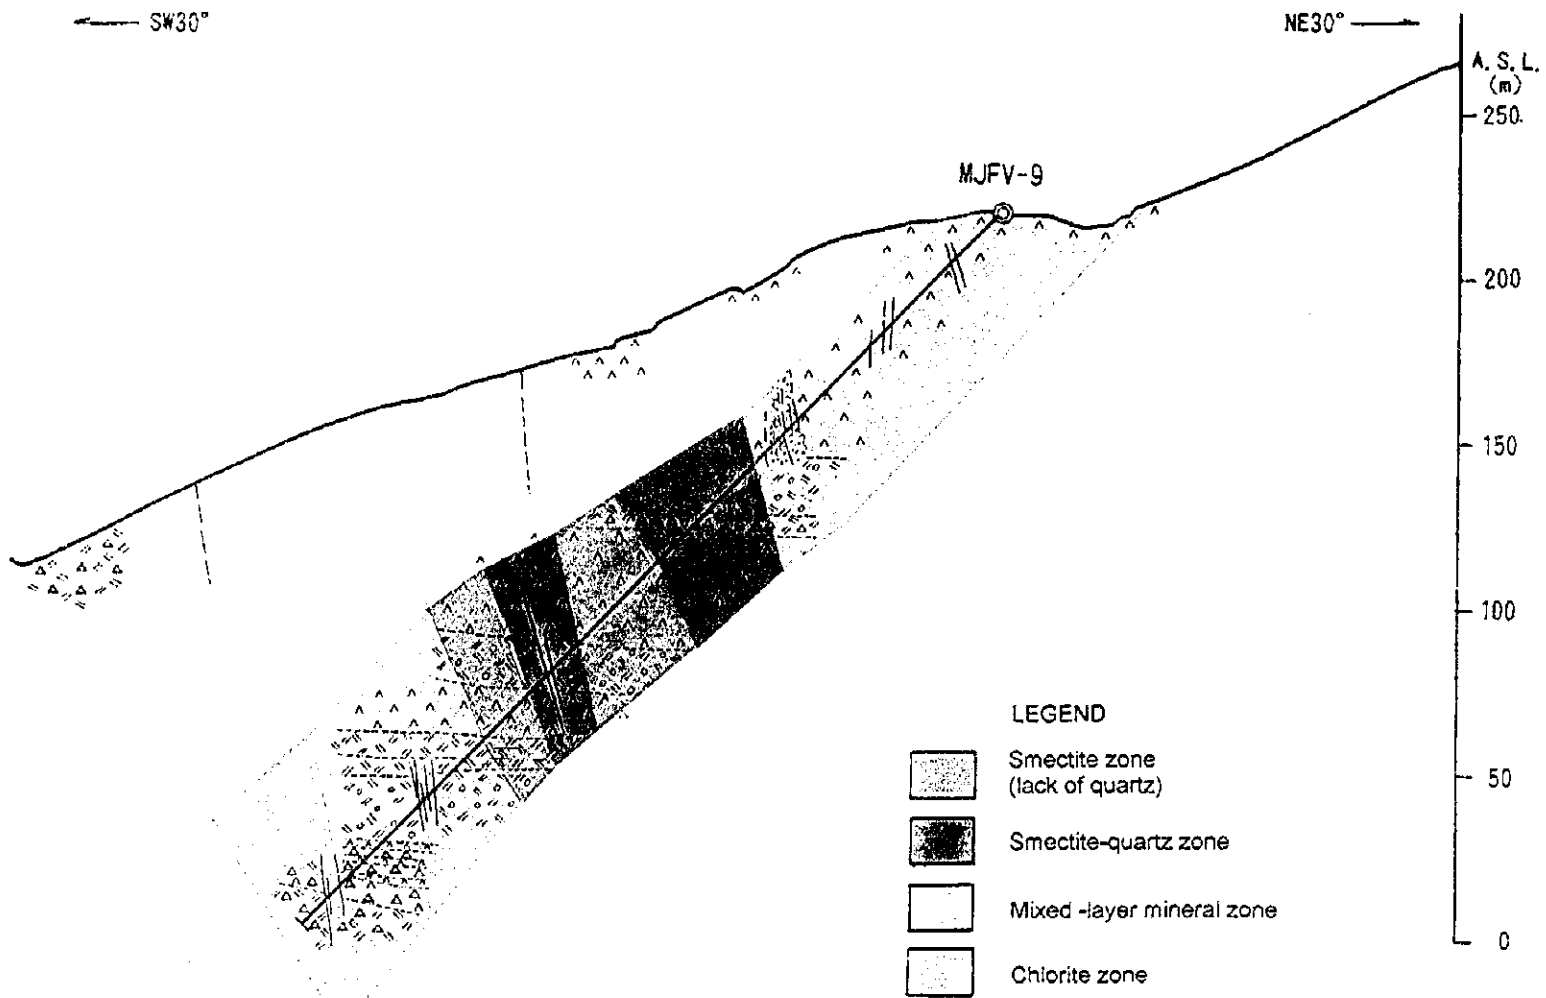 SW30°
NE30°
A. S. L.
(m)
250
MJFV-9
200
150
100
50
0
LEGEND
Smectite zone
(lack of quartz)
Smectite-quartz zone
Mixed -layer mineral zone
Chlorite zone